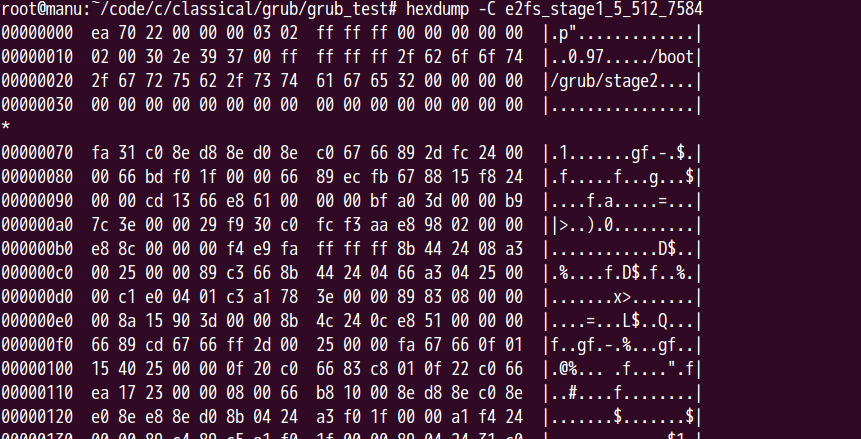 root@manu:~/code/c/classical/grub/grub_test# hexdump -C e2fs_stage1_5_512_7584
00000000  ea 70 22 00 00 00 03 02  ff ff ff 00 00 00 00 00  |.p".............|
00000010  02 00 30 2e 39 37 00 ff  ff ff ff 2f 62 6f 6f 74  |..0.97...../boot|
00000020  2f 67 72 75 62 2f 73 74  61 67 65 32 00 00 00 00  |/grub/stage2....|
00000030  00 00 00 00 00 00 00 00  00 00 00 00 00 00 00 00  |................|
*
00000070  fa 31 c0 8e d8 8e d0 8e  c0 67 66 89 2d fc 24 00  |.1.......gf.-.$.|
00000080  00 66 bd f0 1f 00 00 66  89 ec fb 67 88 15 f8 24  |.f.....f...g...$|
00000090  00 00 cd 13 66 e8 61 00  00 00 bf a0 3d 00 00 b9  |....f.a.....=...|
000000a0  7c 3e 00 00 29 f9 30 c0  fc f3 aa e8 98 02 00 00  ||>..).0.........|
000000b0  e8 8c 00 00 00 f4 e9 fa  ff ff ff 8b 44 24 08 a3  |............D$..|
000000c0  00 25 00 00 89 c3 66 8b  44 24 04 66 a3 04 25 00  |.%....f.D$.f..%.|
000000d0  00 c1 e0 04 01 c3 a1 78  3e 00 00 89 83 08 00 00  |.......x>.......|
000000e0  00 8a 15 90 3d 00 00 8b  4c 24 0c e8 51 00 00 00  |....=...L$..Q...|
000000f0  66 89 cd 67 66 ff 2d 00  25 00 00 fa 67 66 0f 01  |f..gf.-.%...gf..|
00000100  15 40 25 00 00 0f 20 c0  66 83 c8 01 0f 22 c0 66  |.@%... .f....".f|
00000110  ea 17 23 00 00 08 00 66  b8 10 00 8e d8 8e c0 8e  |..#....f........|
00000120  e0 8e e8 8e d0 8b 04 24  a3 f0 1f 00 00 a1 f4 24  |.......$.......$|